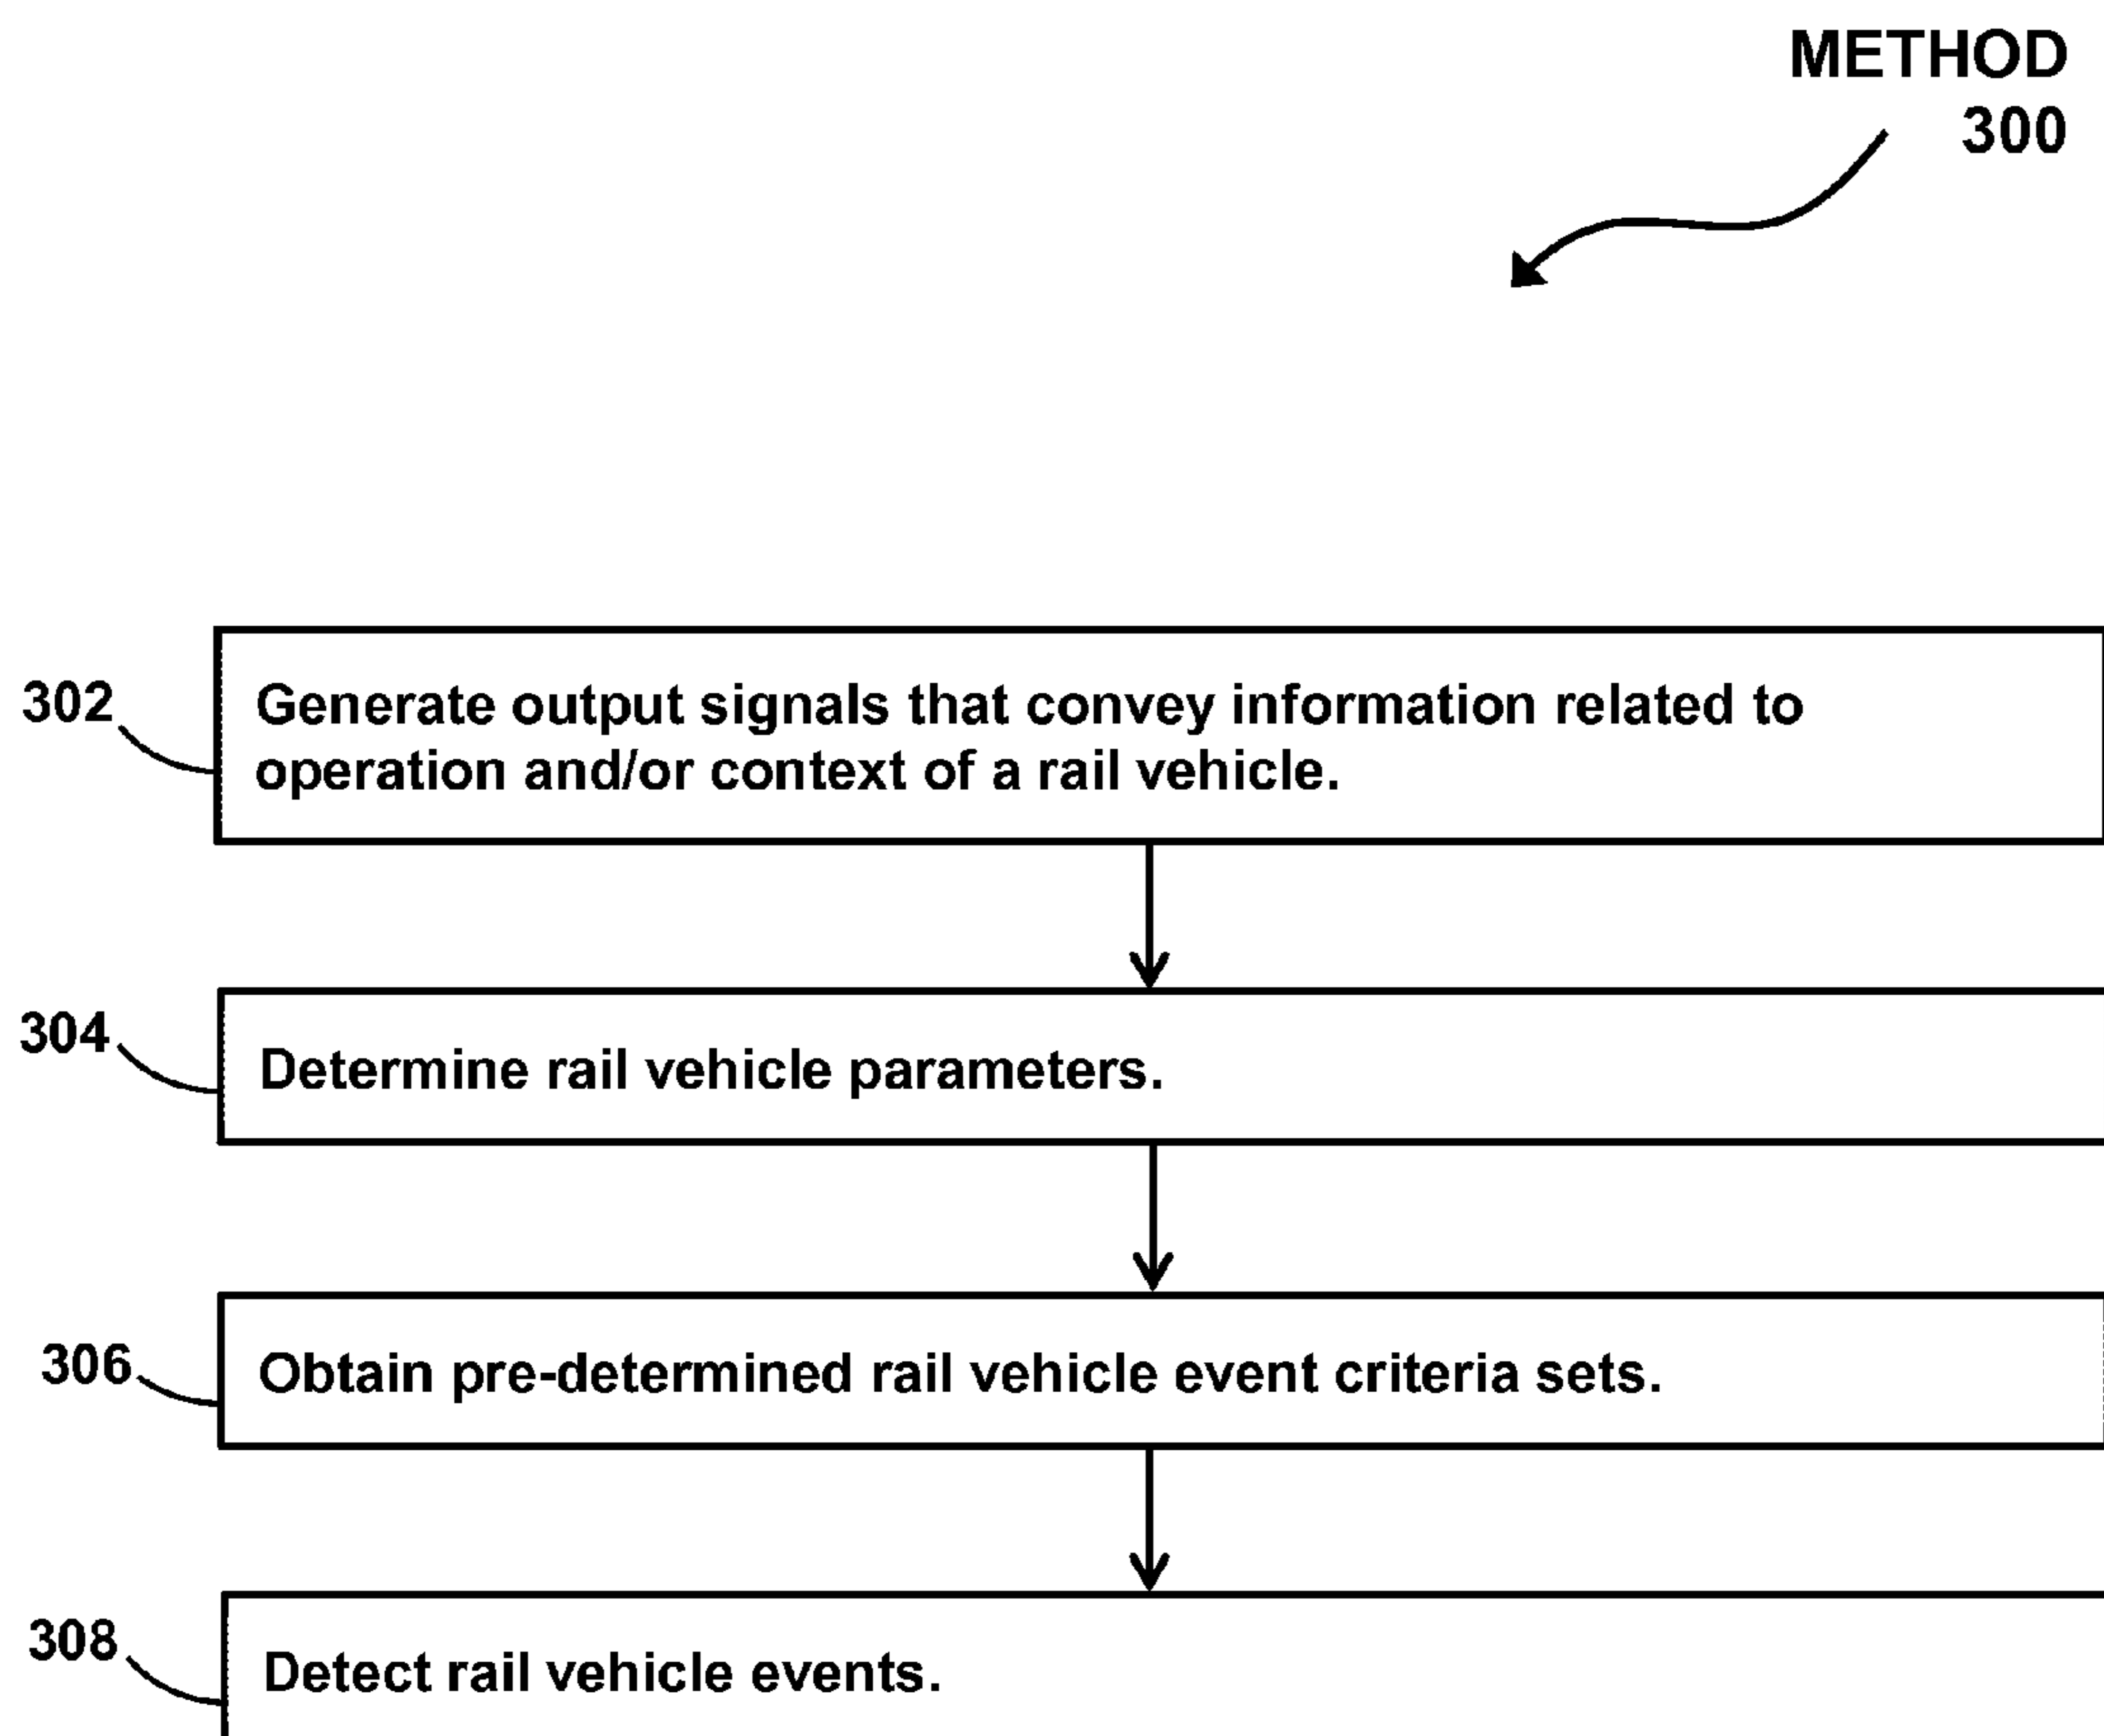 METHOD
300
302
Generate output signals that convey information related to
operation and/or context of a rail vehicle.
304
Determine rail vehicle parameters.
306
Obtain pre-determined rail vehicle event criteria sets.
308
Detect rail vehicle events.